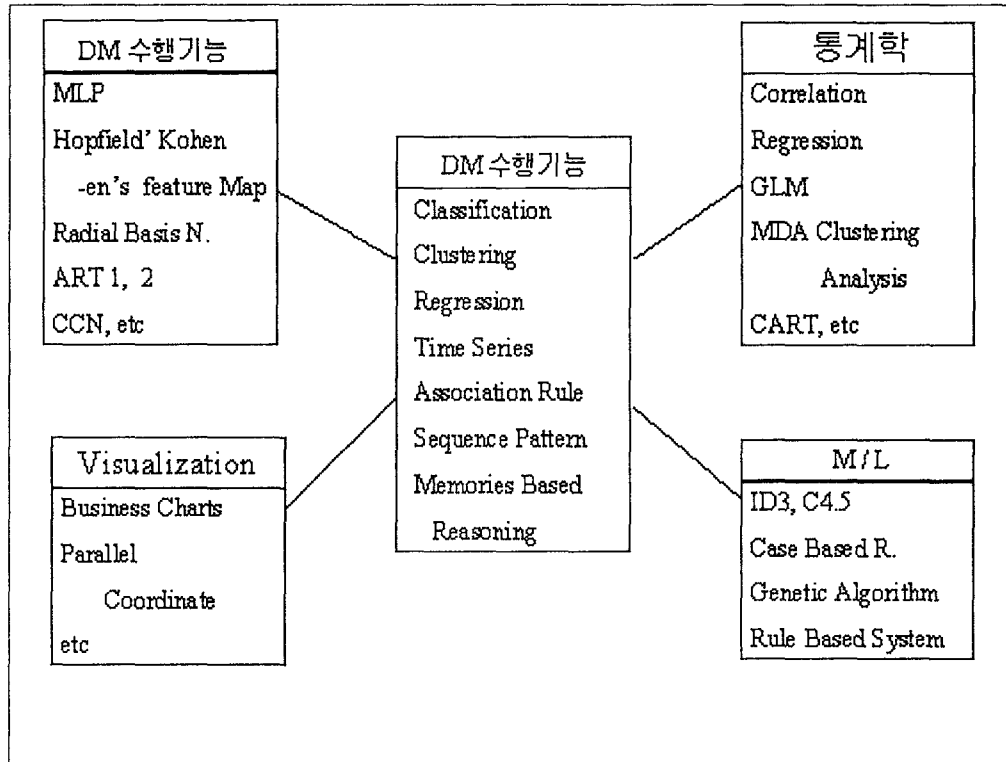 DM 수행기능
MLP
Hopfield' Kohen
-en's feature Map
Radial Basis N.
ART 1, 2
CCN, etc
DM 수행기능
Classification
Clustering
Regression
Time Series
Association Rule
Sequence Pattern
Memories Based
Reasoning
통계학
Correlation
Regression
GLM
MDA Clustering
Analysis
CART, etc
Visualization
Business Charts
Parallel
Coordinate
etc
M/L
ID3, C4.5
Case Based R.
Genetic Algorithm
Rule Based System